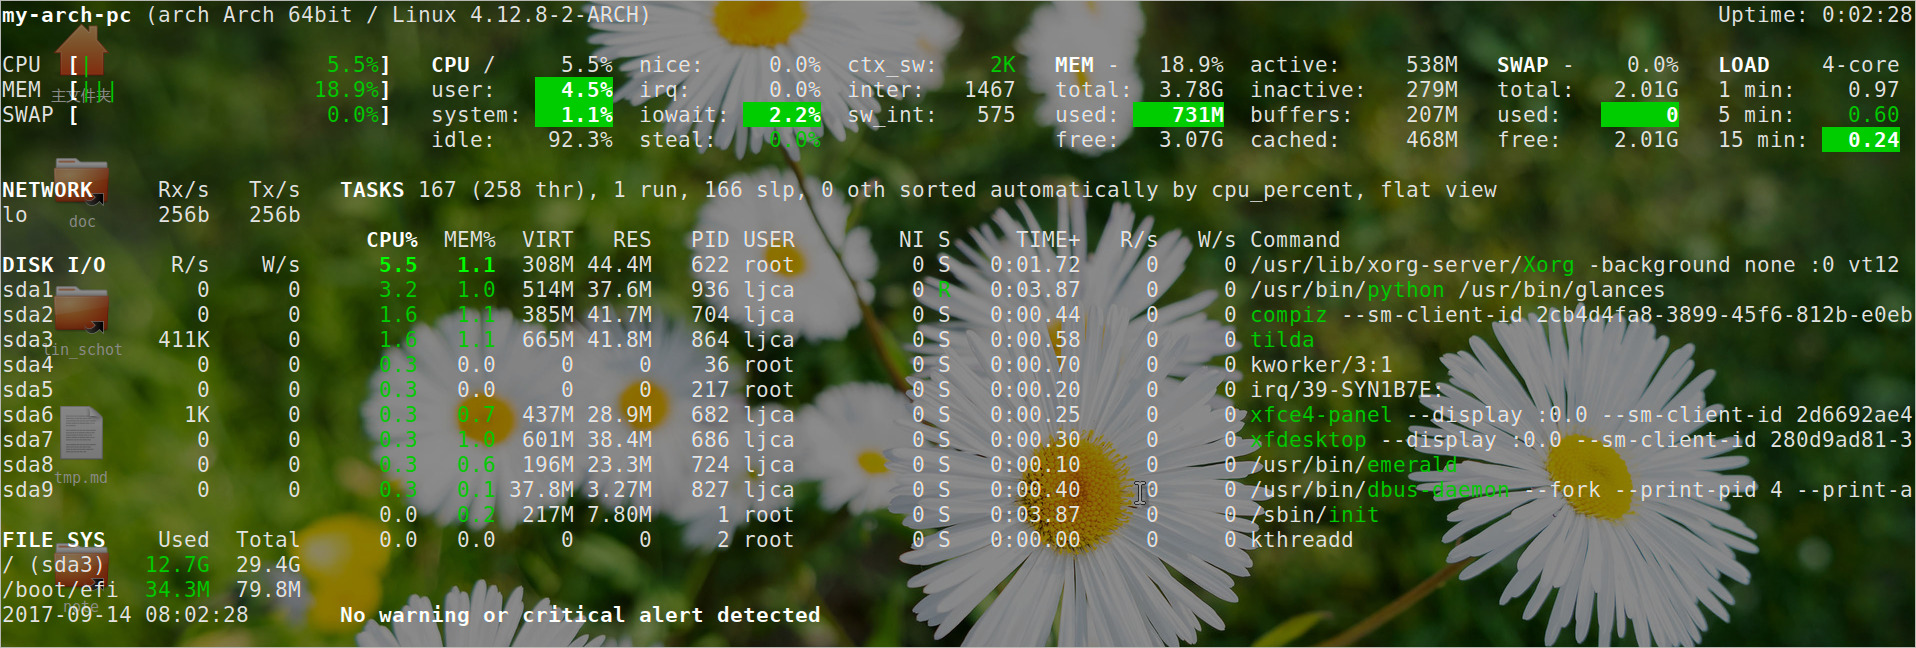 my-arch-pc (arch Arch 64bit / Linux 4.12.8-2-ARCH) Uptime: 0:02:28
CPU [| 5.5%] CPU / 5.5% nice: 0.0% ctx_sw: 2K MEM - 18.9% active: 538M SWAP - 0.0% LOAD 4-core
MEM [||| 18.9%] user: 4.5% irq: 0.0% inter: 1467 total: 3.78G inactive: 279M total: 2.01G 1 min: 0.97
主文件夹
SWAP [ 0.0%] system: 1.1% iowait: 2.2% sw_int: 575 used: 731M buffers: 207M used: 0 5 min: 0.60
idle: 92.3% steal: 0.0% free: 3.07G cached: 468M free: 2.01G 15 min: 0.24
NETWORK Rx/s Tx/s TASKS 167 (258 thr), 1 run, 166 slp, 0 oth sorted automatically by cpu_percent, flat view
lo 256b 256b
doc
CPU% MEM% VIRT RES PID USER NI S TIME+ R/s W/s Command
DISK I/O R/s W/s 5.5 1.1 308M 44.4M 622 root 0 S 0:01.72 0 0 /usr/lib/xorg-server/Xorg -background none :0 vt12
sda1 0 0 3.2 1.0 514M 37.6M 936 ljca 0 R 0:03.87 0 0 /usr/bin/python /usr/bin/glances
sda2 0 0 1.6 1.1 385M 41.7M 704 ljca 0 S 0:00.44 0 0 compiz --sm-client-id 2cb4d4fa8-3899-45f6-812b-e0eb
sda3 411K 0 1.6 1.1 665M 41.8M 864 ljca 0 S 0:00.58 0 0 tilda
lin_schot
sda4 0 0 0.3 0.0 0 0 36 root 0 S 0:00.70 0 0 kworker/3:1
sda5 0 0 0.3 0.0 0 0 217 root 0 S 0:00.20 0 0 irq/39-SYN1B7E:
sda6 1K 0 0.3 0.7 437M 28.9M 682 ljca 0 S 0:00.25 0 0 xfce4-panel --display :0.0 --sm-client-id 2d6692ae4
sda7 0 0 0.3 1.0 601M 38.4M 686 ljca 0 S 0:00.30 0 0 xfdesktop --display :0.0 --sm-client-id 280d9ad81-3
sda8 0 0 0.3 0.6 196M 23.3M 724 ljca 0 S 0:00.10 0 0 /usr/bin/emerald
tmp.md
sda9 0 0 0.3 0.1 37.8M 3.27M 827 ljca 0 S 0:00.40 0 0 /usr/bin/dbus-daemon --fork --print-pid 4 --print-a
0.0 0.2 217M 7.80M 1 root 0 S 0:03.87 0 0 /sbin/init
FILE SYS Used Total 0.0 0.0 0 0 2 root 0 S 0:00.00 0 0 kthreadd
/ (sda3) 12.7G 29.4G
/boot/efi 34.3M 79.8M
note
2017-09-14 08:02:28 No warning or critical alert detected